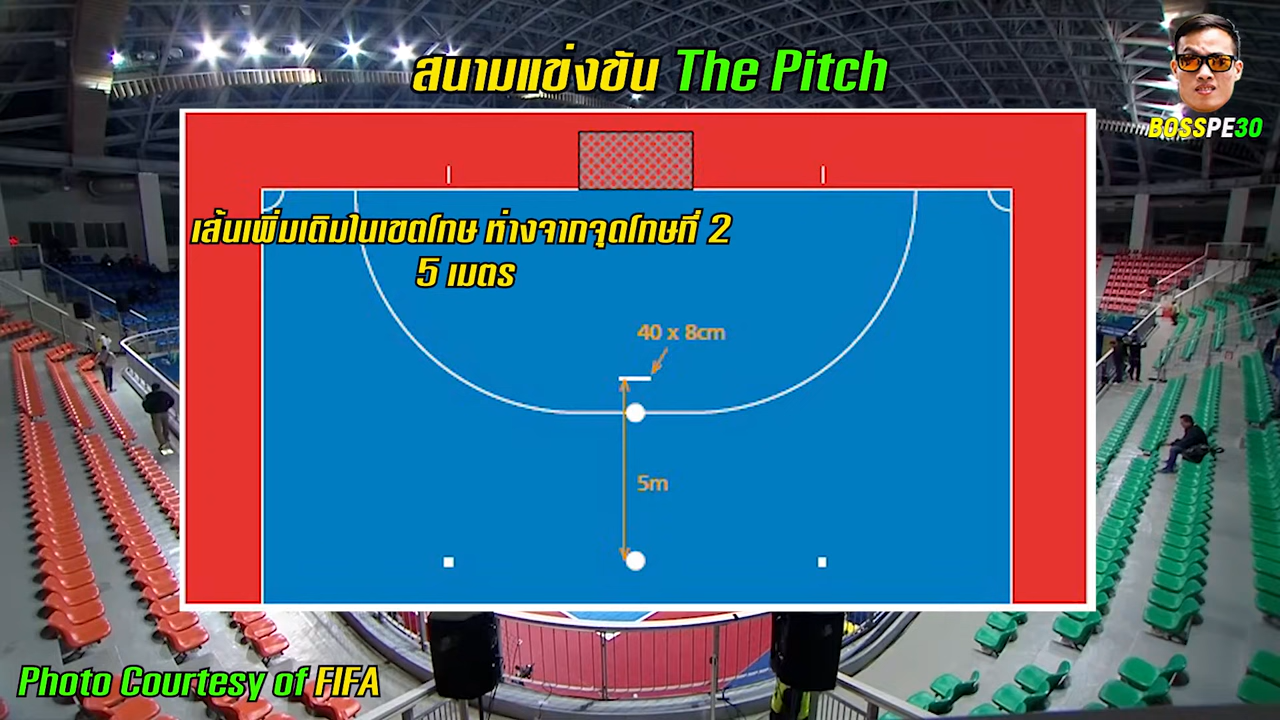 สนามแข่งขัน The Pitch
BOSSPE30
เส้นเพิ่มเติมในเขตโทษ ห่างจากจุดโทษที่ 2
5 เมตร
40 x 8cm
5m
Photo Courtesy of FIFA